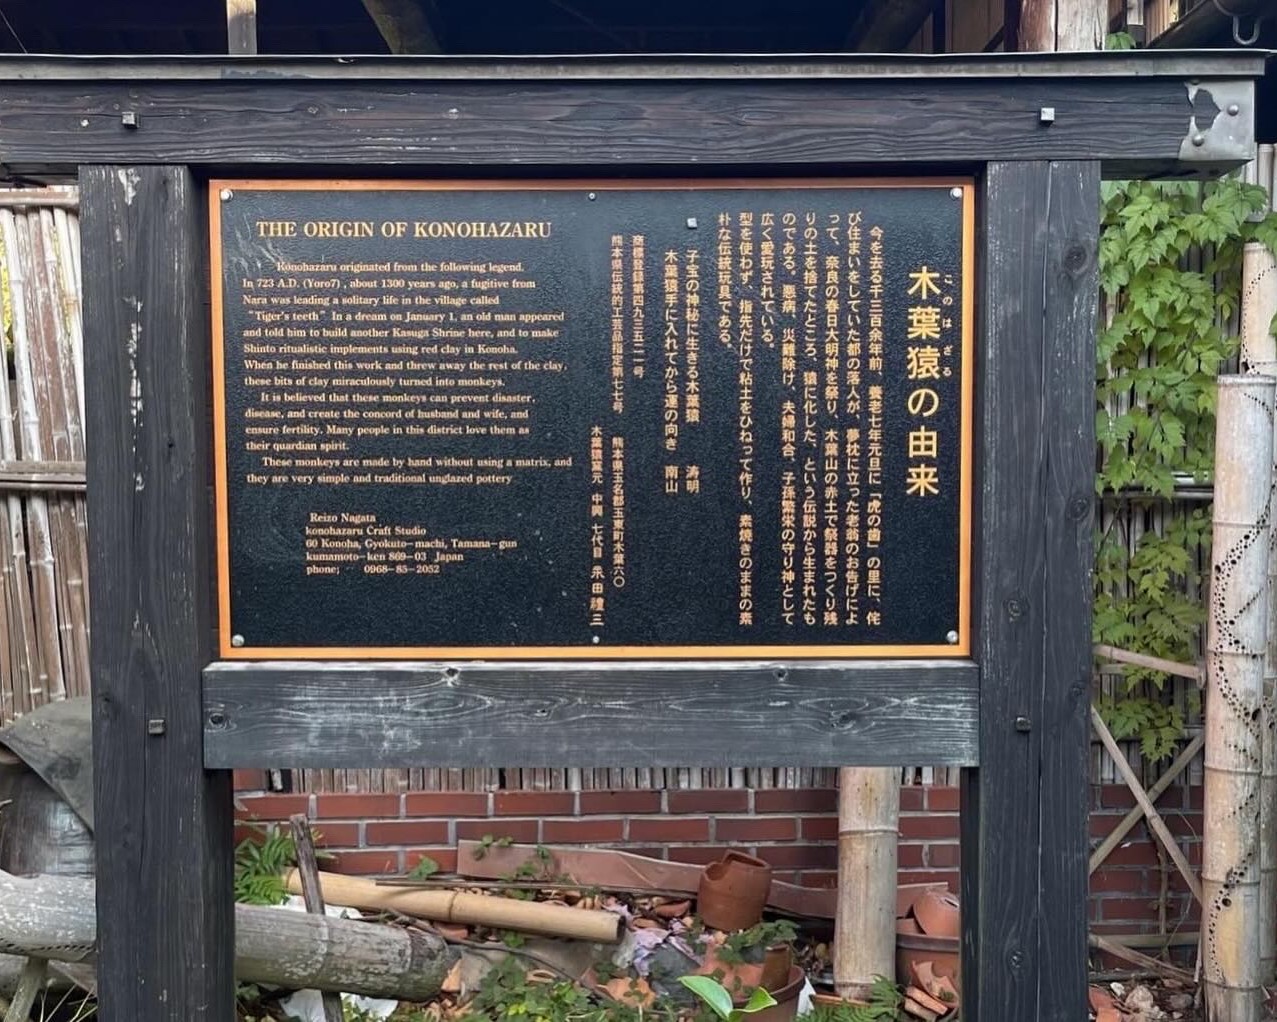 THE ORIGIN OF KONOHAZARU
Konohazaru originated from the following legend.
In 723 A.D. (Yoro7) , about 1300 years ago, a fugitive from
Nara was leading a solitary life in the village called
"Tiger's teeth" In a dream on January 1, an old man appeared
and told him to build another Kasuga Shrine here, and to make
Shinto ritualistic implements using red clay in Konoha.
When he finished this work and threw away the rest of the clay,
these bits of clay miraculously turned into monkeys.
It is believed that these monkeys can prevent disaster,
disease, and create the concord of husband and wife, and
ensure fertility. Many people in this district love them as
their quardian spirit.
These monkeys are made by hand without using a matrix, and
they are very simple and traditional unglazed pottery
Reizo Nagata
konohazaru Craft Studio
60 Konoha, Gyokuto-machi, Tamana-gun
kumamoto-ken 869-03 Japan
phone; 0968-85-2052
木葉猿の由来
このはざる
今を去る千三百余年前、養老七年元旦に「虎の歯」の里に、侘
び住まいをしていた都の落人が、夢枕に立った老翁のお告げによ
って、奈良の春日大明神を祭り、木葉山の赤土で祭器をつくり残
りの土を捨てたところ、猿に化した、という伝説から生まれたも
のである。悪病、災難除け、夫婦和合、子孫繁栄の守り神として
広く愛玩されている。
型を使わず、指先だけで粘土をひねって作り、素焼きのままの素
朴な伝統玩具である。
子宝の神秘に生きる木葉猿 涛明
木葉猿手に入れてから運の向き 南山
商標登録第四九三五二一号
熊本県伝統的工芸品指定第七七号
熊本県玉名郡玉東町木葉六〇
木葉猿窯元 中興 七代目 永田禮三